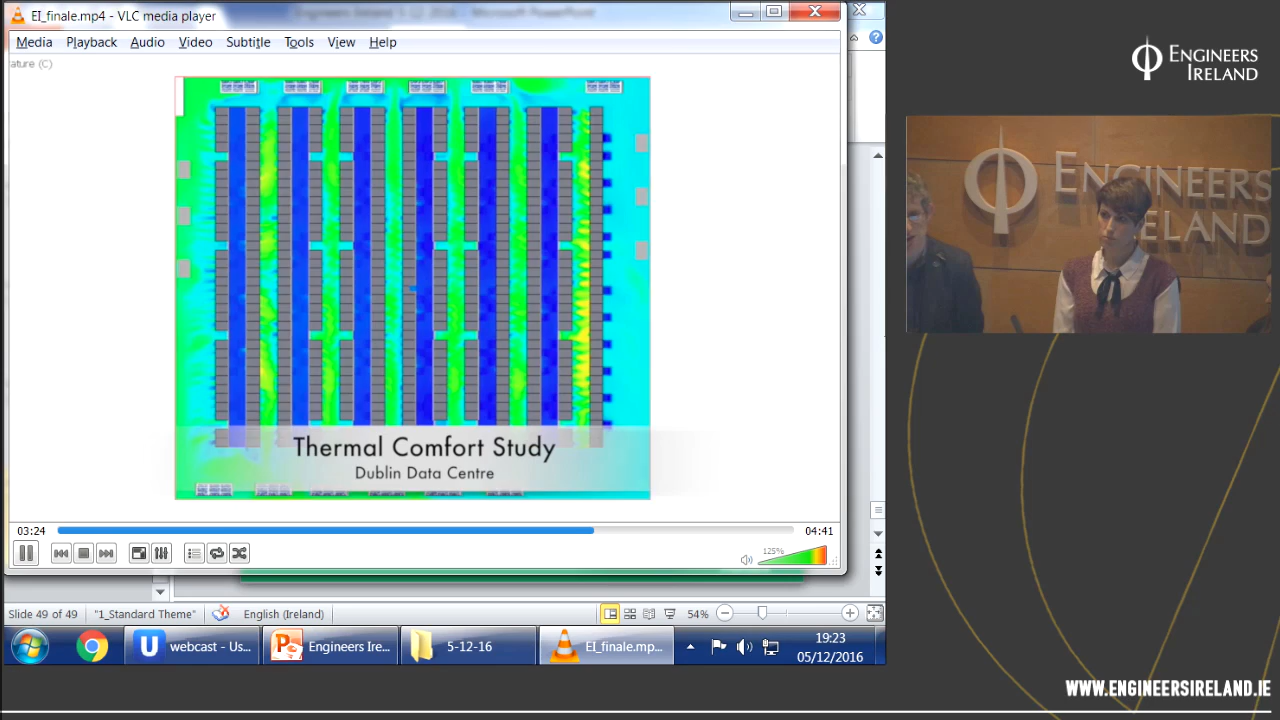 EI_finale.mp4 - VLC media player
Engineers Ireland 5-12-2016 - Microsoft PowerPoint
Media Playback Audio Video Subtitle Tools View Help
ature (C)
Thermal Comfort Study
Dublin Data Centre
03:24
04:41
125%
Slide 49 of 49
"1_Standard Theme"
English (Ireland)
54%
webcast - Us...
Engineers Ire...
5-12-16
EI_finale.mp...
19:23
05/12/2016
ENGINEERS
IRELAND
ENGINEERS
IRELAND
WWW.ENGINEERSIRELAND.IE